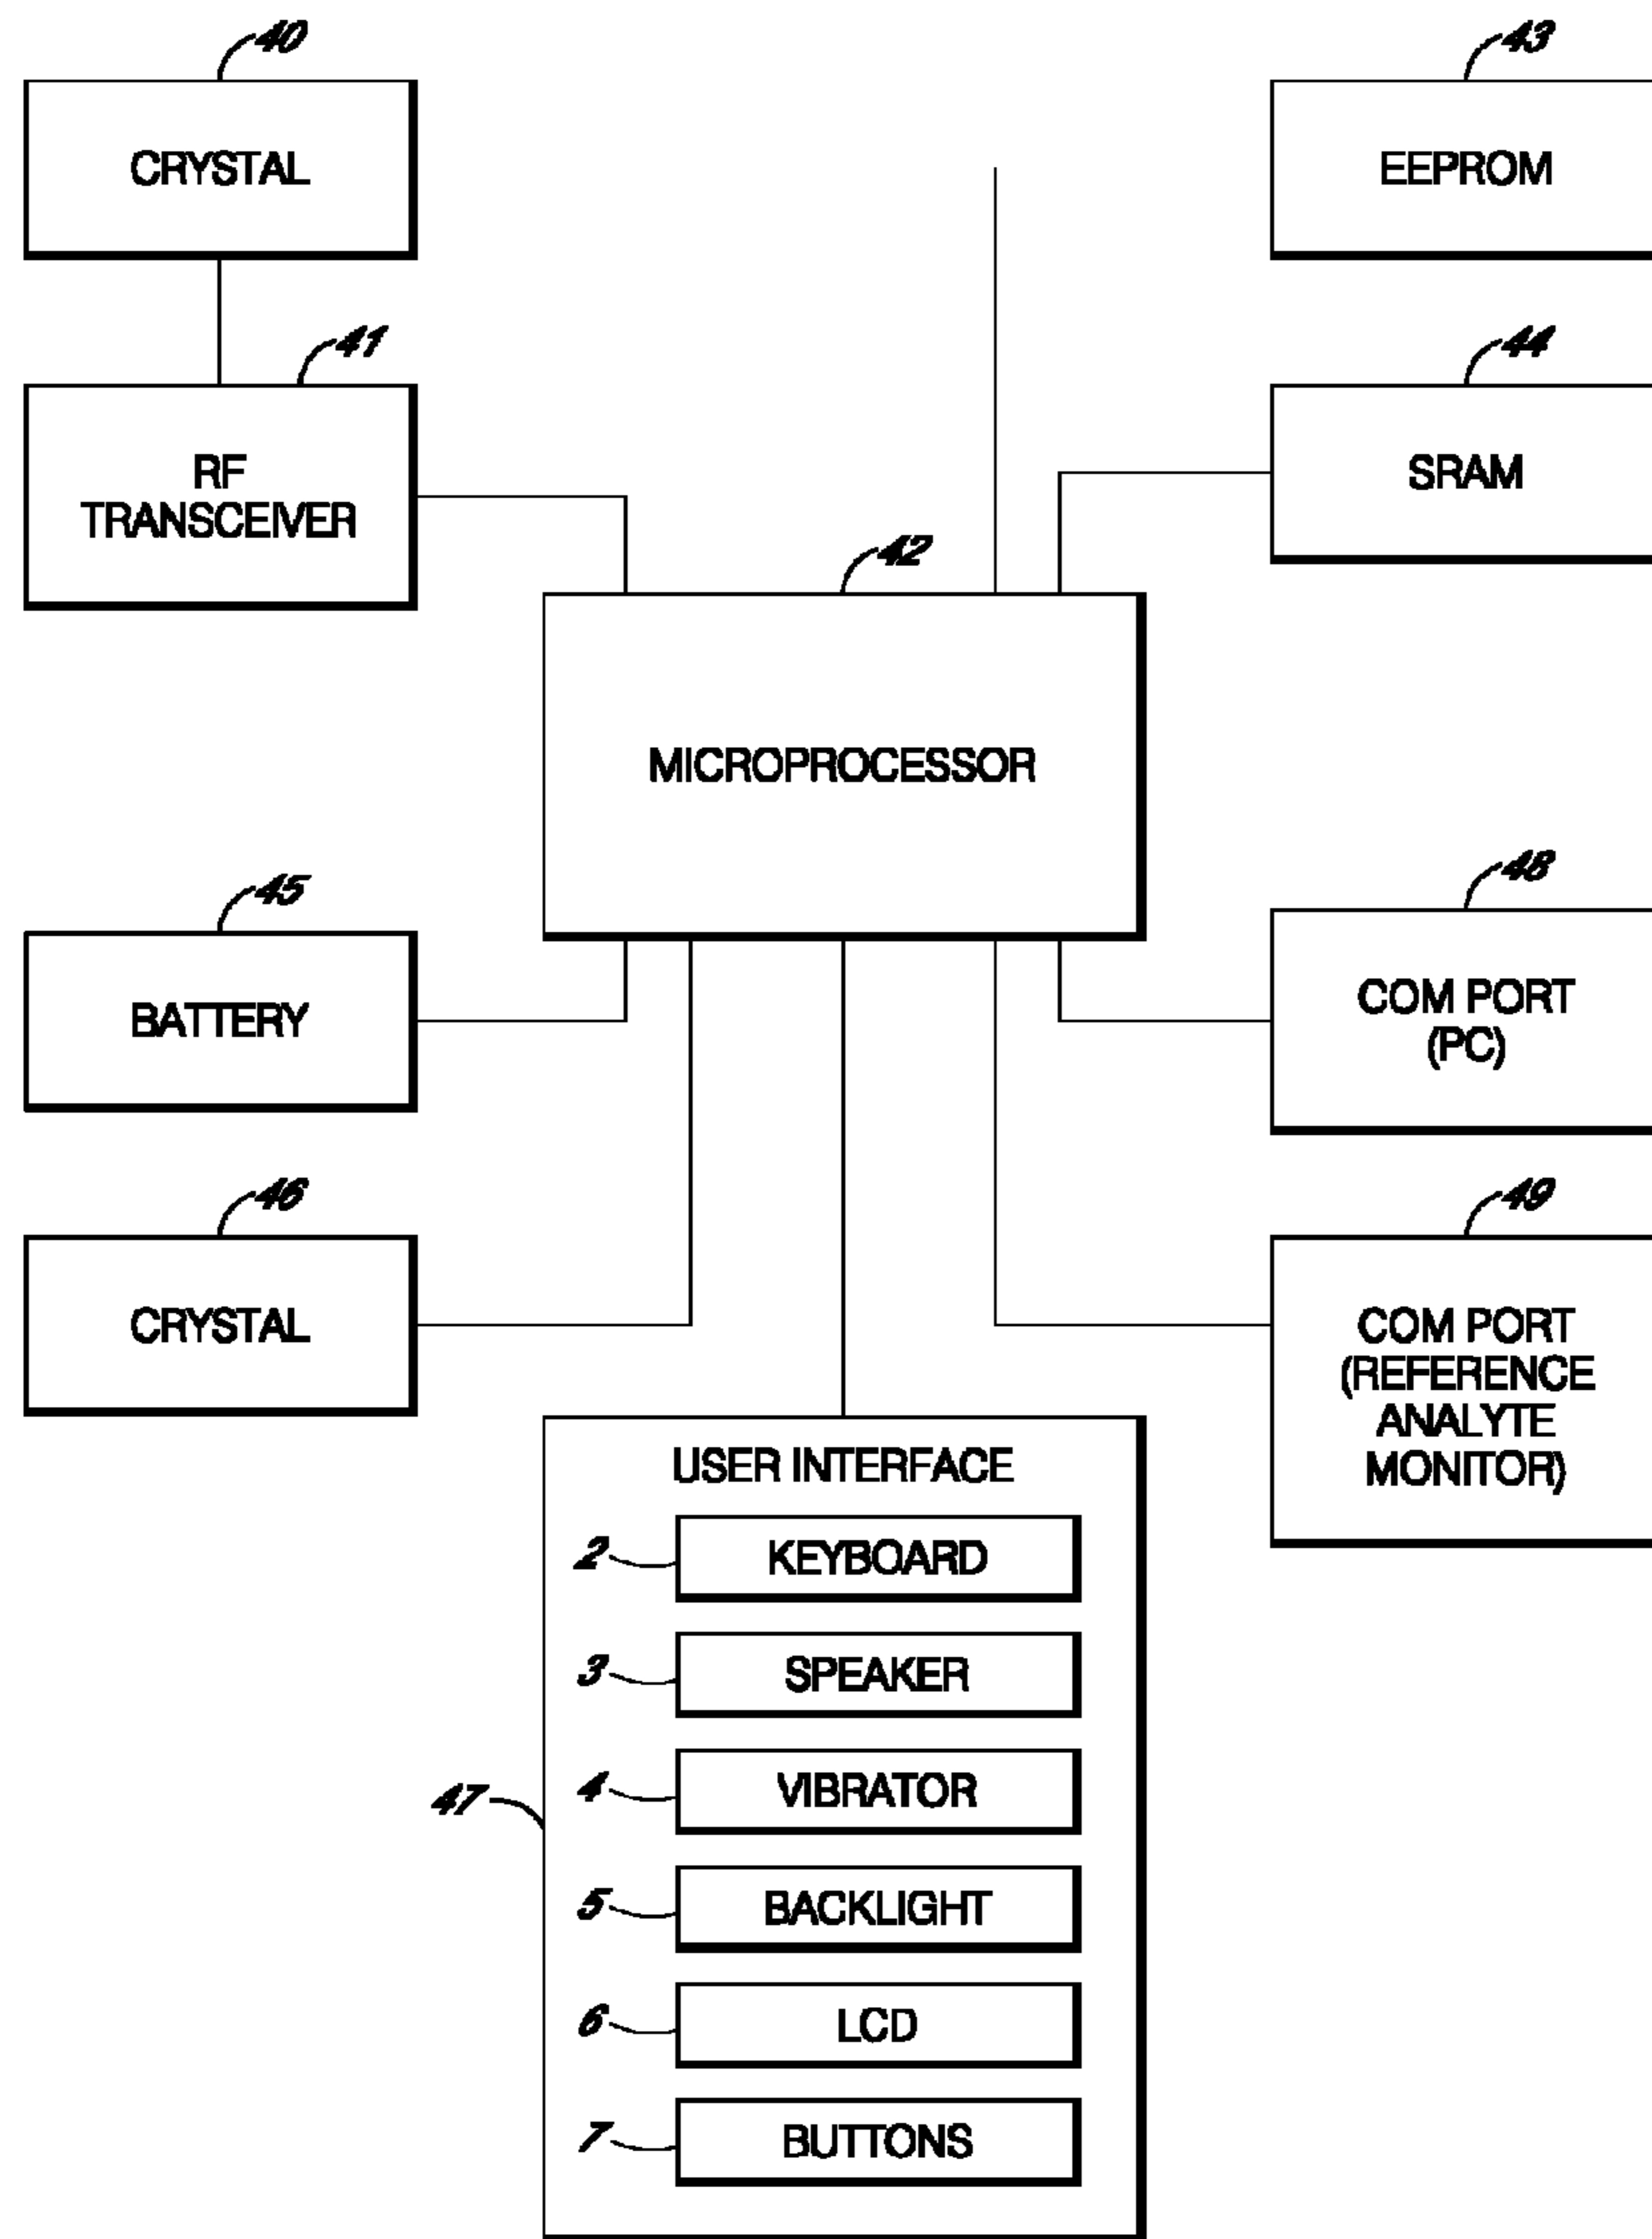 40
CRYSTAL
43
EEPROM
41
RF
TRANSCEIVER
44
SRAM
42
MICROPROCESSOR
45
BATTERY
48
COM PORT
(PC)
46
CRYSTAL
49
COM PORT
(REFERENCE
ANALYTE
MONITOR)
47
USER INTERFACE
2
KEYBOARD
3
SPEAKER
4
VIBRATOR
5
BACKLIGHT
6
LCD
7
BUTTONS